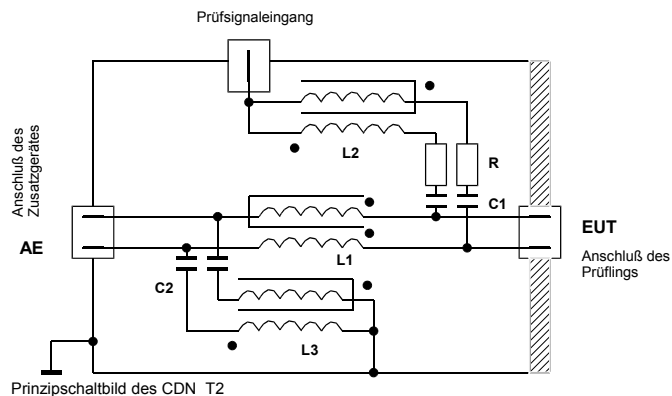 Prüfsignaleingang
Anschluß des
Zusatzgerätes
L2
R
C1
AE
EUT
Anschluß des
Prüflings
L1
C2
L3
Prinzipschaltbild des CDN T2